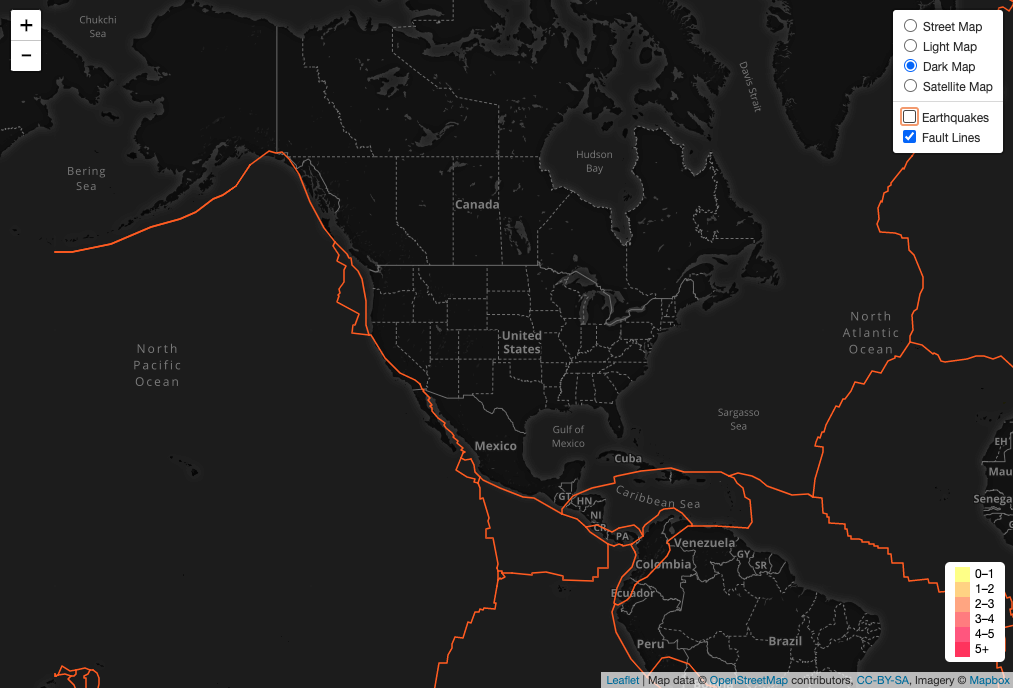 +
−
Chukchi
Sea
Davis Strait
Street Map
Light Map
Dark Map
Satellite Map
Earthquakes
Fault Lines
Bering
Sea
Hudson
Bay
Canada
North
Pacific
Ocean
United
States
North
Atlantic
Ocean
Sargasso
Sea
Gulf of
Mexico
Mexico
Cuba
EH
Mau
Senega
GT
HN
Caribbean Sea
NI
CR
PA
Venezuela
GY
SR
Colombia
Ecuador
Peru
Brazil
0–1
1–2
2–3
3–4
4–5
5+
Leaflet | Map data © OpenStreetMap contributors, CC-BY-SA, Imagery © Mapbox